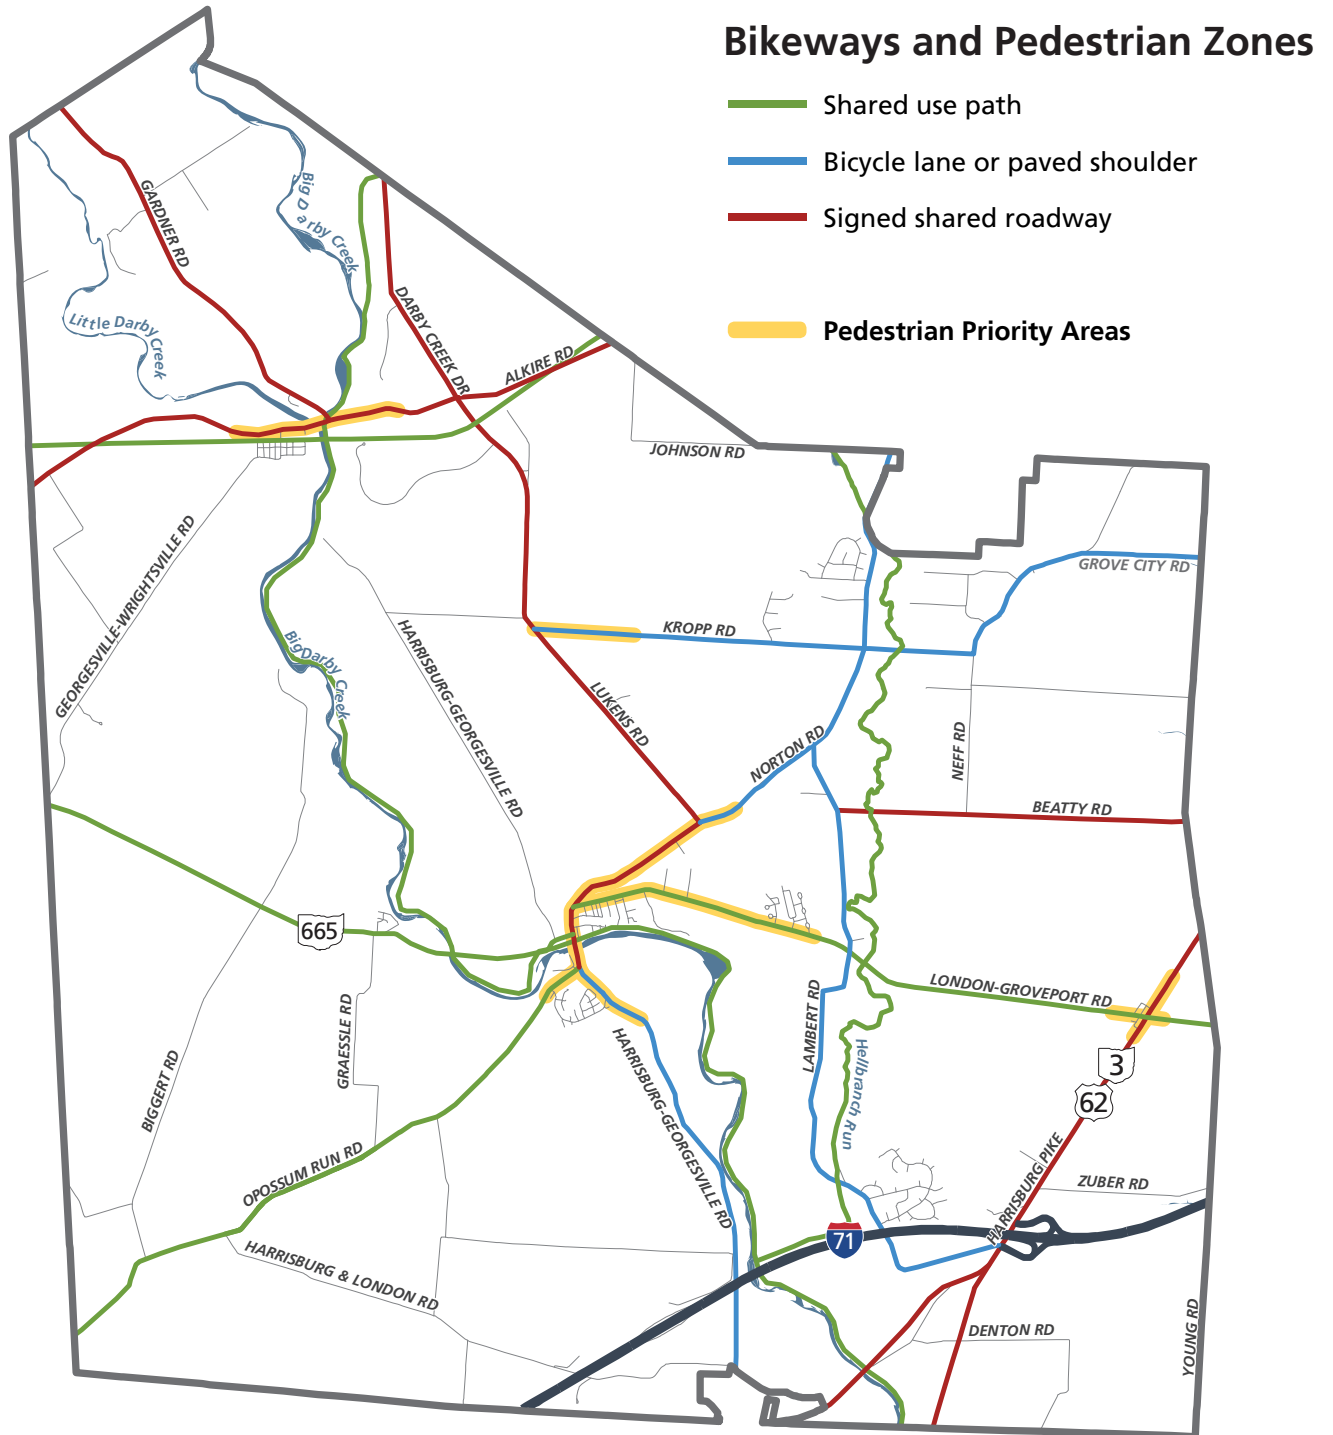 Bikeways and Pedestrian Zones
Shared use path
Bicycle lane or paved shoulder
Signed shared roadway
Pedestrian Priority Areas
GARDNER RD
Big Darby Creek
Little Darby Creek
DARBY CREEK DR
ALKIRE RD
JOHNSON RD
GEORGESVILLE-WRIGHTSVILLE RD
GROVE CITY RD
KROPP RD
HARRISBURG-GEORGESVILLE RD
Big Darby Creek
LUKENS RD
NORTON RD
NEFF RD
BEATTY RD
665
LONDON-GROVEPORT RD
GRAESSLE RD
LAMBERT RD
BIGGERT RD
HARRISBURG-GEORGESVILLE RD
Hellbranch Run
3
62
OPOSSUM RUN RD
HARRISBURG PIKE
ZUBER RD
71
HARRISBURG & LONDON RD
DENTON RD
YOUNG RD